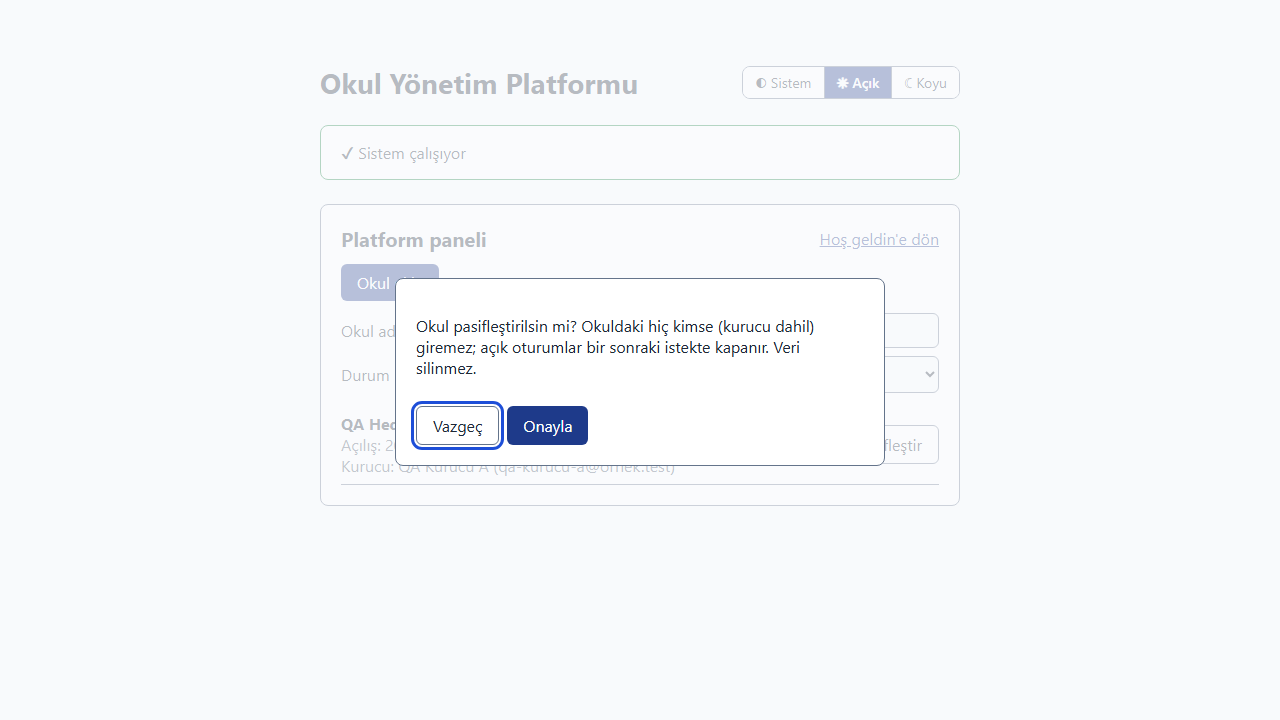 Okul Yönetim Platformu
◐ Sistem ☀ Açık ☾ Koyu
✓ Sistem çalışıyor
Platform paneli
Hoş geldin'e dön
Okul
Okul ad
Durum
Okul pasifleştirilsin mi? Okuldaki hiç kimse (kurucu dahil)
giremez; açık oturumlar bir sonraki istekte kapanır. Veri
silinmez.
Vazgeç Onayla
QA Hed
Açılış: 2
fleştir
Kurucu: QA Kurucu A (qa-kurucu-a@ornek.test)